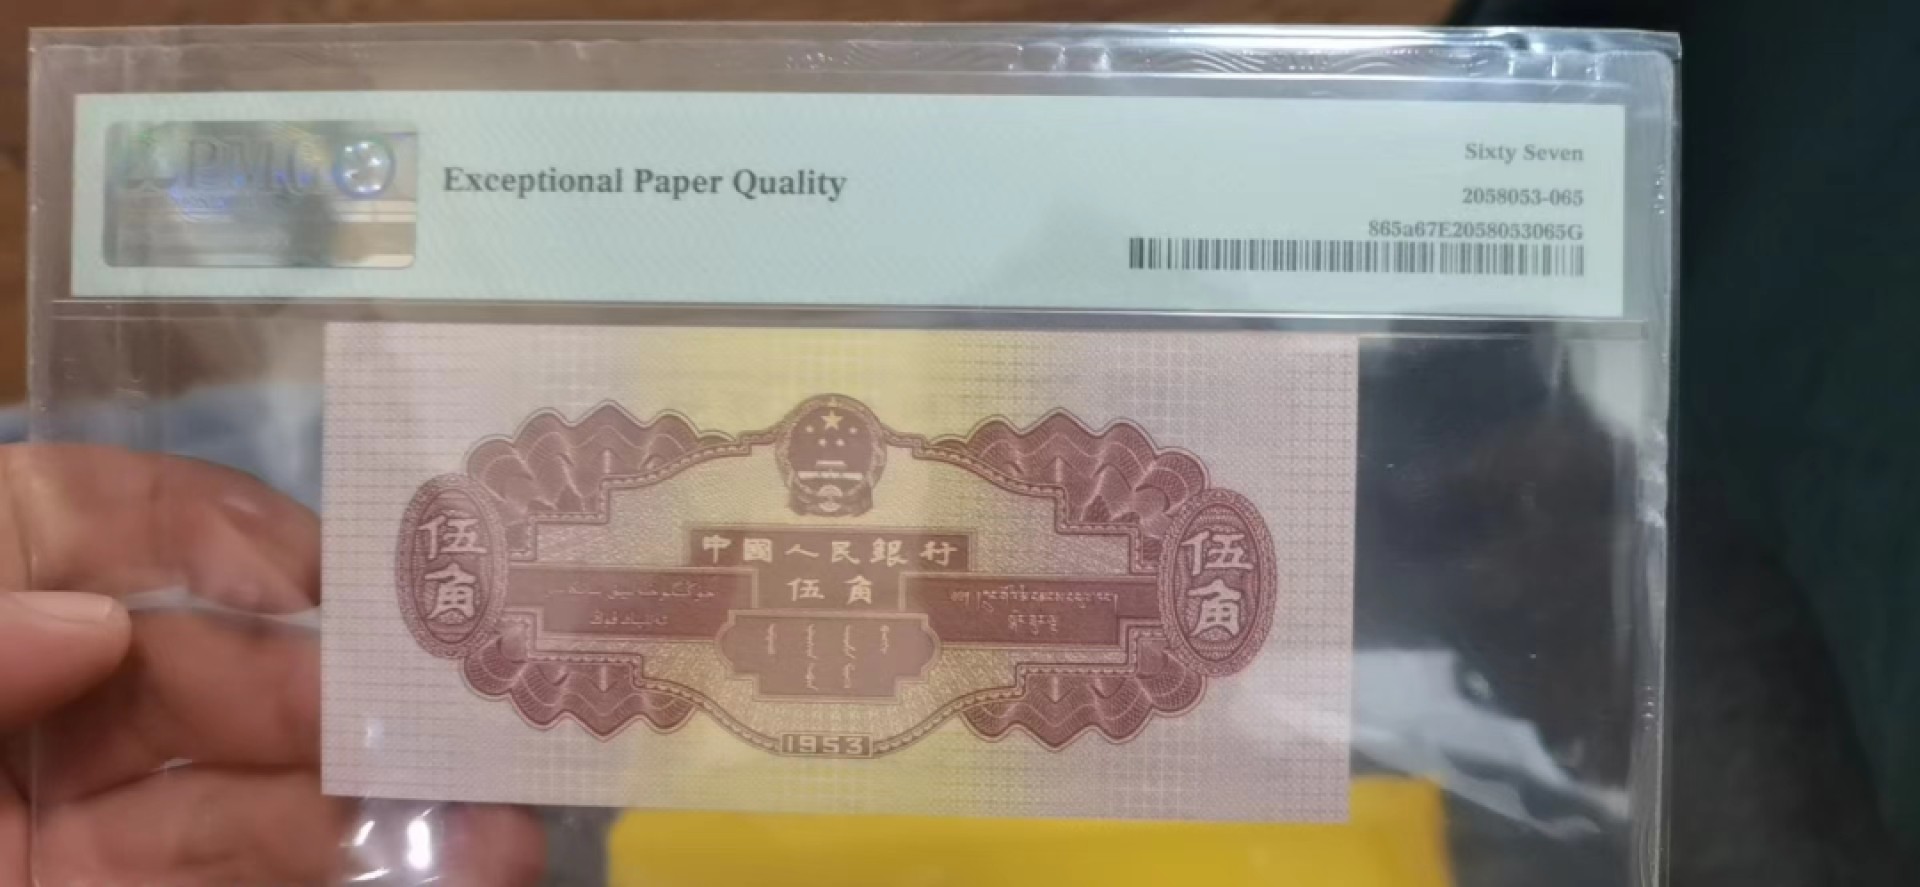 PMG
Exceptional Paper Quality
Sixty Seven
2058053-065
865a67E2058053065G
伍角
中國人民銀行
伍角
伍角
1953